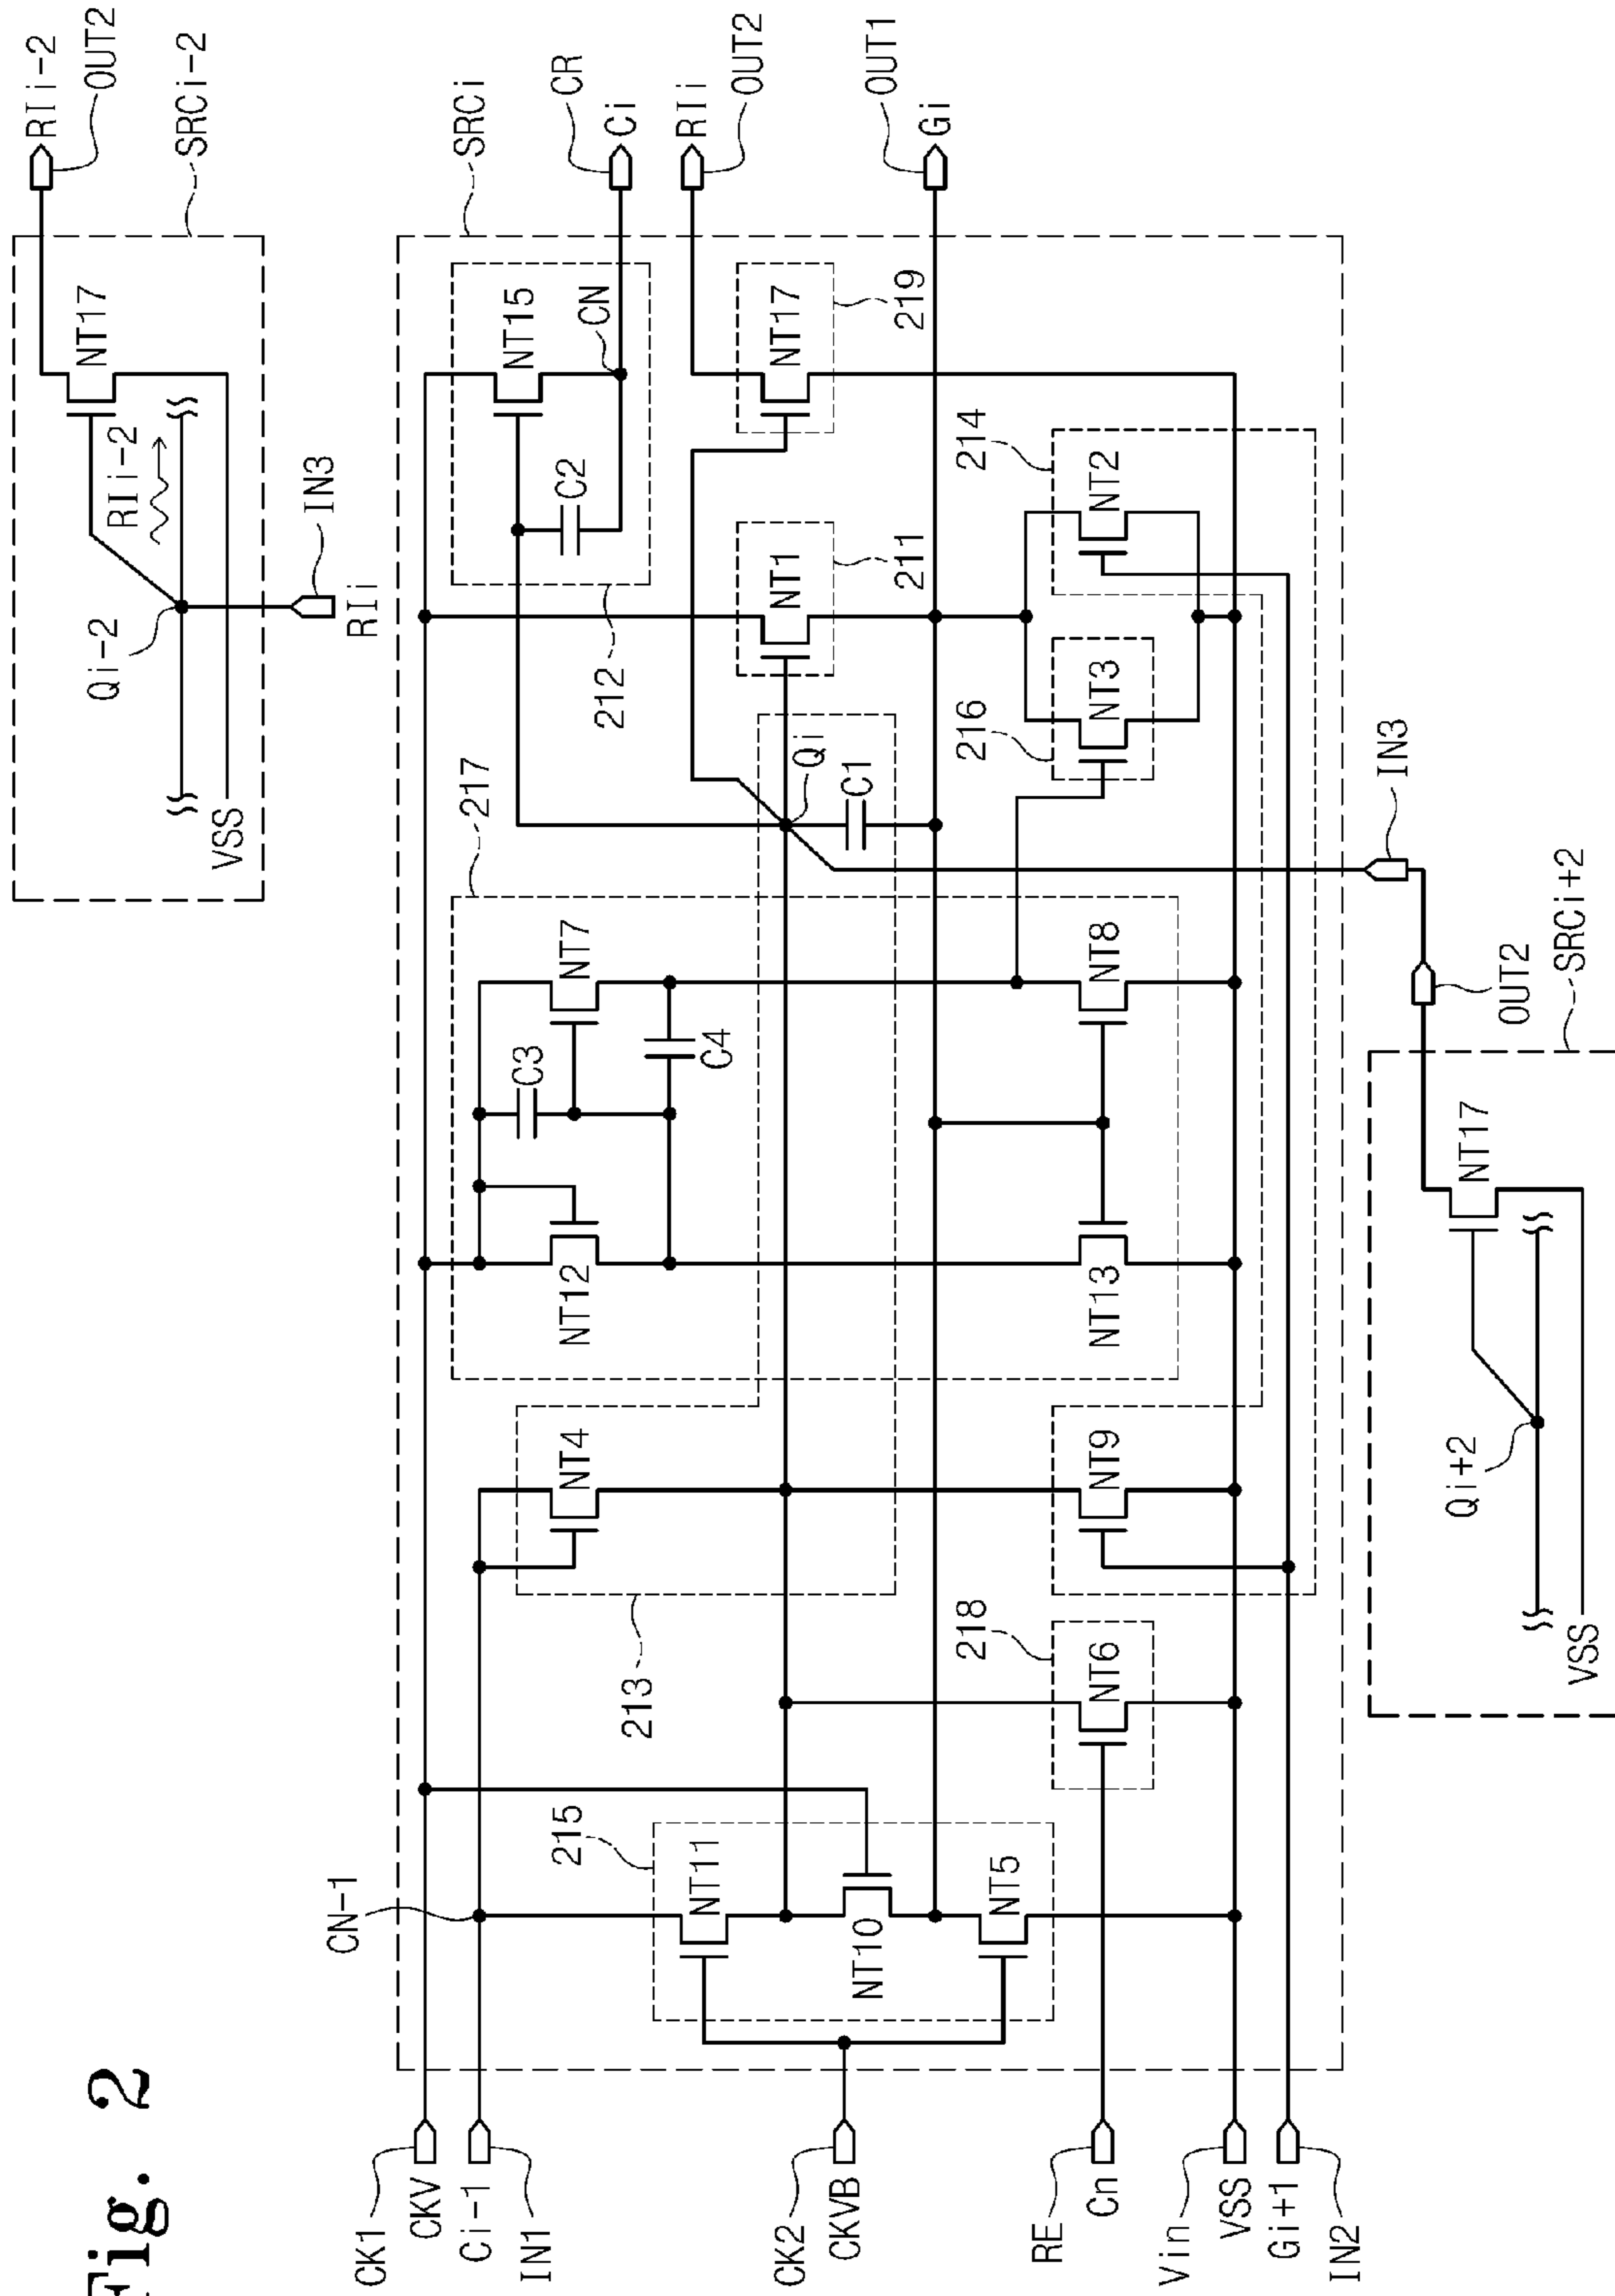 Fig. 2
RIi-2
OUT2
SRCi-2
NT17
RIi-2
Qi-2
VSS
IN3
RIi
SRCi
CR
Ci
RIi
OUT2
OUT1
Gi
NT15
CN
C2
212
NT17
219
NT1
211
217
Qi
C1
NT7
C3
C4
NT12
NT8
NT13
214
NT2
216
NT3
IN3
NT4
213
NT9
218
NT6
CN-1
215
NT11
NT10
NT5
CK1
CKV
Ci-1
IN1
CK2
CKVB
RE
Cn
Vin
VSS
Gi+1
IN2
OUT2
SRCi+2
NT17
Qi+2
VSS